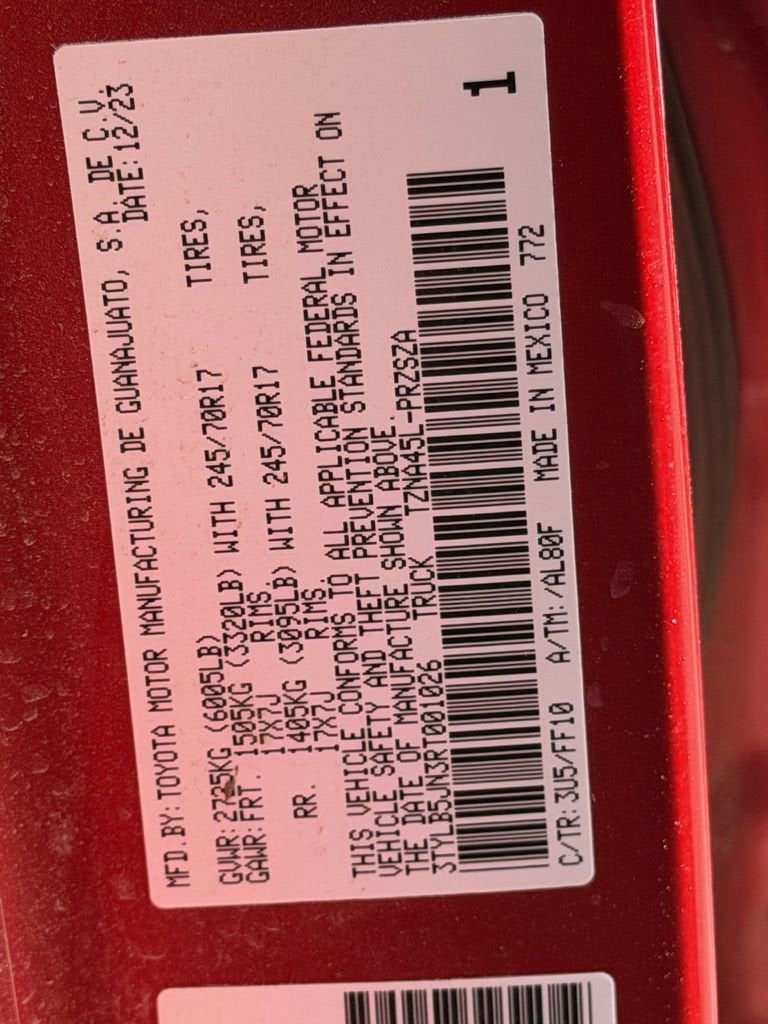 MFD.BY: TOYOTA MOTOR MANUFACTURING DE GUANAJUATO, S.A. DE C.V.
DATE: 12/23
GVWR: 2725KG (6005LB)
GAWR: FRT. 1505KG (3320LB) WITH 245/70R17 TIRES,
17X7J RIMS.
RR. 1405KG (3095LB) WITH 245/70R17 TIRES,
17X7J RIMS.
THIS VEHICLE CONFORMS TO ALL APPLICABLE FEDERAL MOTOR
VEHICLE SAFETY AND THEFT PREVENTION STANDARDS IN EFFECT ON
THE DATE OF MANUFACTURE SHOWN ABOVE.
3TYLB5JN3RT001026 TRUCK TZNA45L-PRZSZA
1
C/TR: 3U5/FF10 A/TM: /AL80F MADE IN MEXICO 772